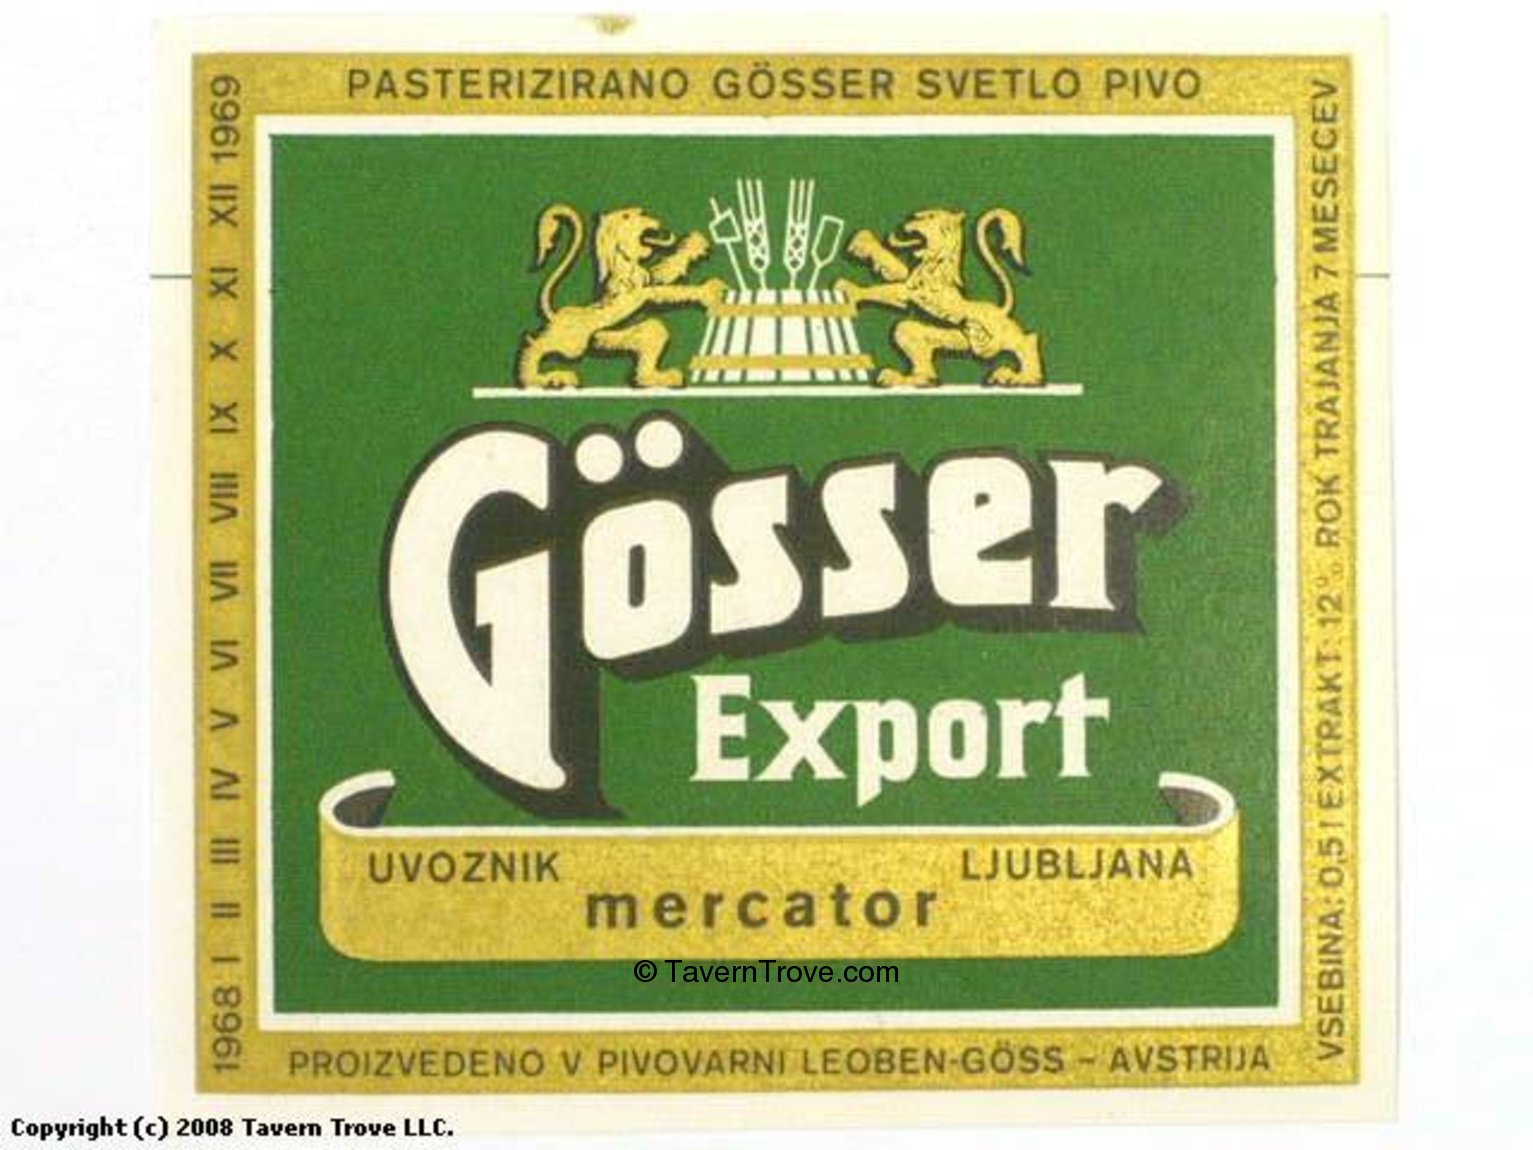 PASTERIZIRANO GÖSSER SVETLO PIVO
1968 I II III IV V VI VII VIII IX X XI XII 1969
Gösser
Export
UVOZNIK LJUBLJANA
mercator
© TavernTrove.com
VSEBINA: 0,5 l EXTRAKT: 12%. ROK TRAJANJA 7 MESECEV
PROIZVEDENO V PIVOVARNI LEOBEN-GÖSS – AVSTRIJA
Copyright (c) 2008 Tavern Trove LLC.